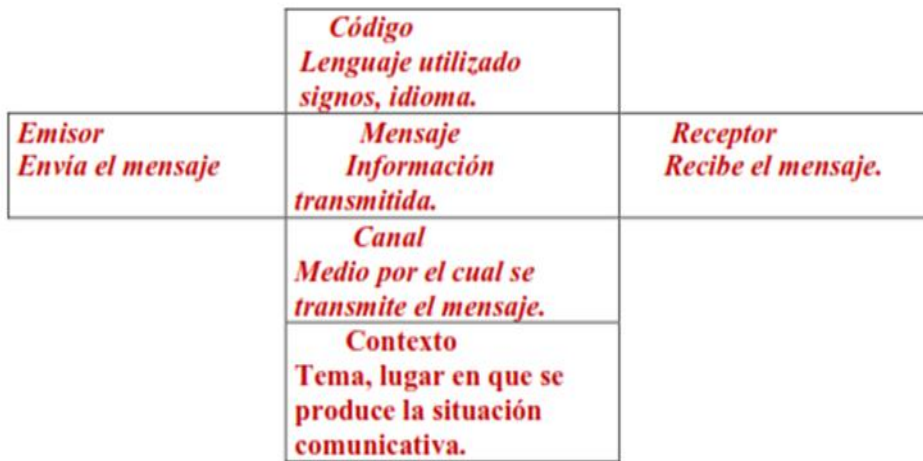 Código
Lenguaje utilizado
signos, idioma.
Emisor
Envía el mensaje
Mensaje
Información
transmitida.
Receptor
Recibe el mensaje.
Canal
Medio por el cual se
transmite el mensaje.
Contexto
Tema, lugar en que se
produce la situación
comunicativa.